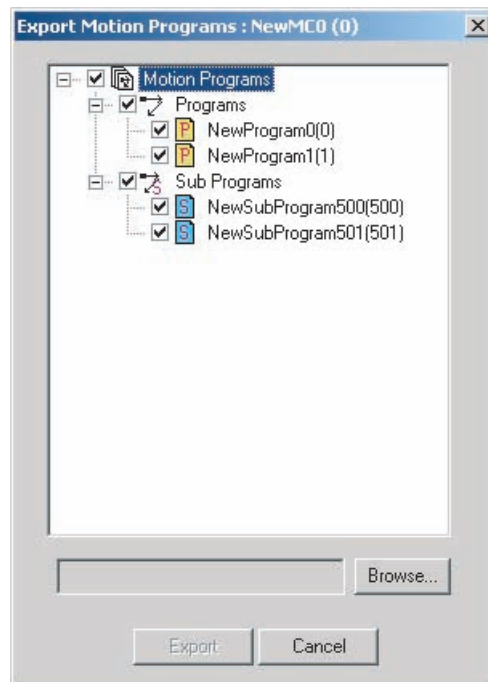 Export Motion Programs : NewMC0 (0)
Motion Programs
Programs
P NewProgram0(0)
P NewProgram1(1)
S Sub Programs
S NewSubProgram500(500)
S NewSubProgram501(501)
Browse...
Export Cancel